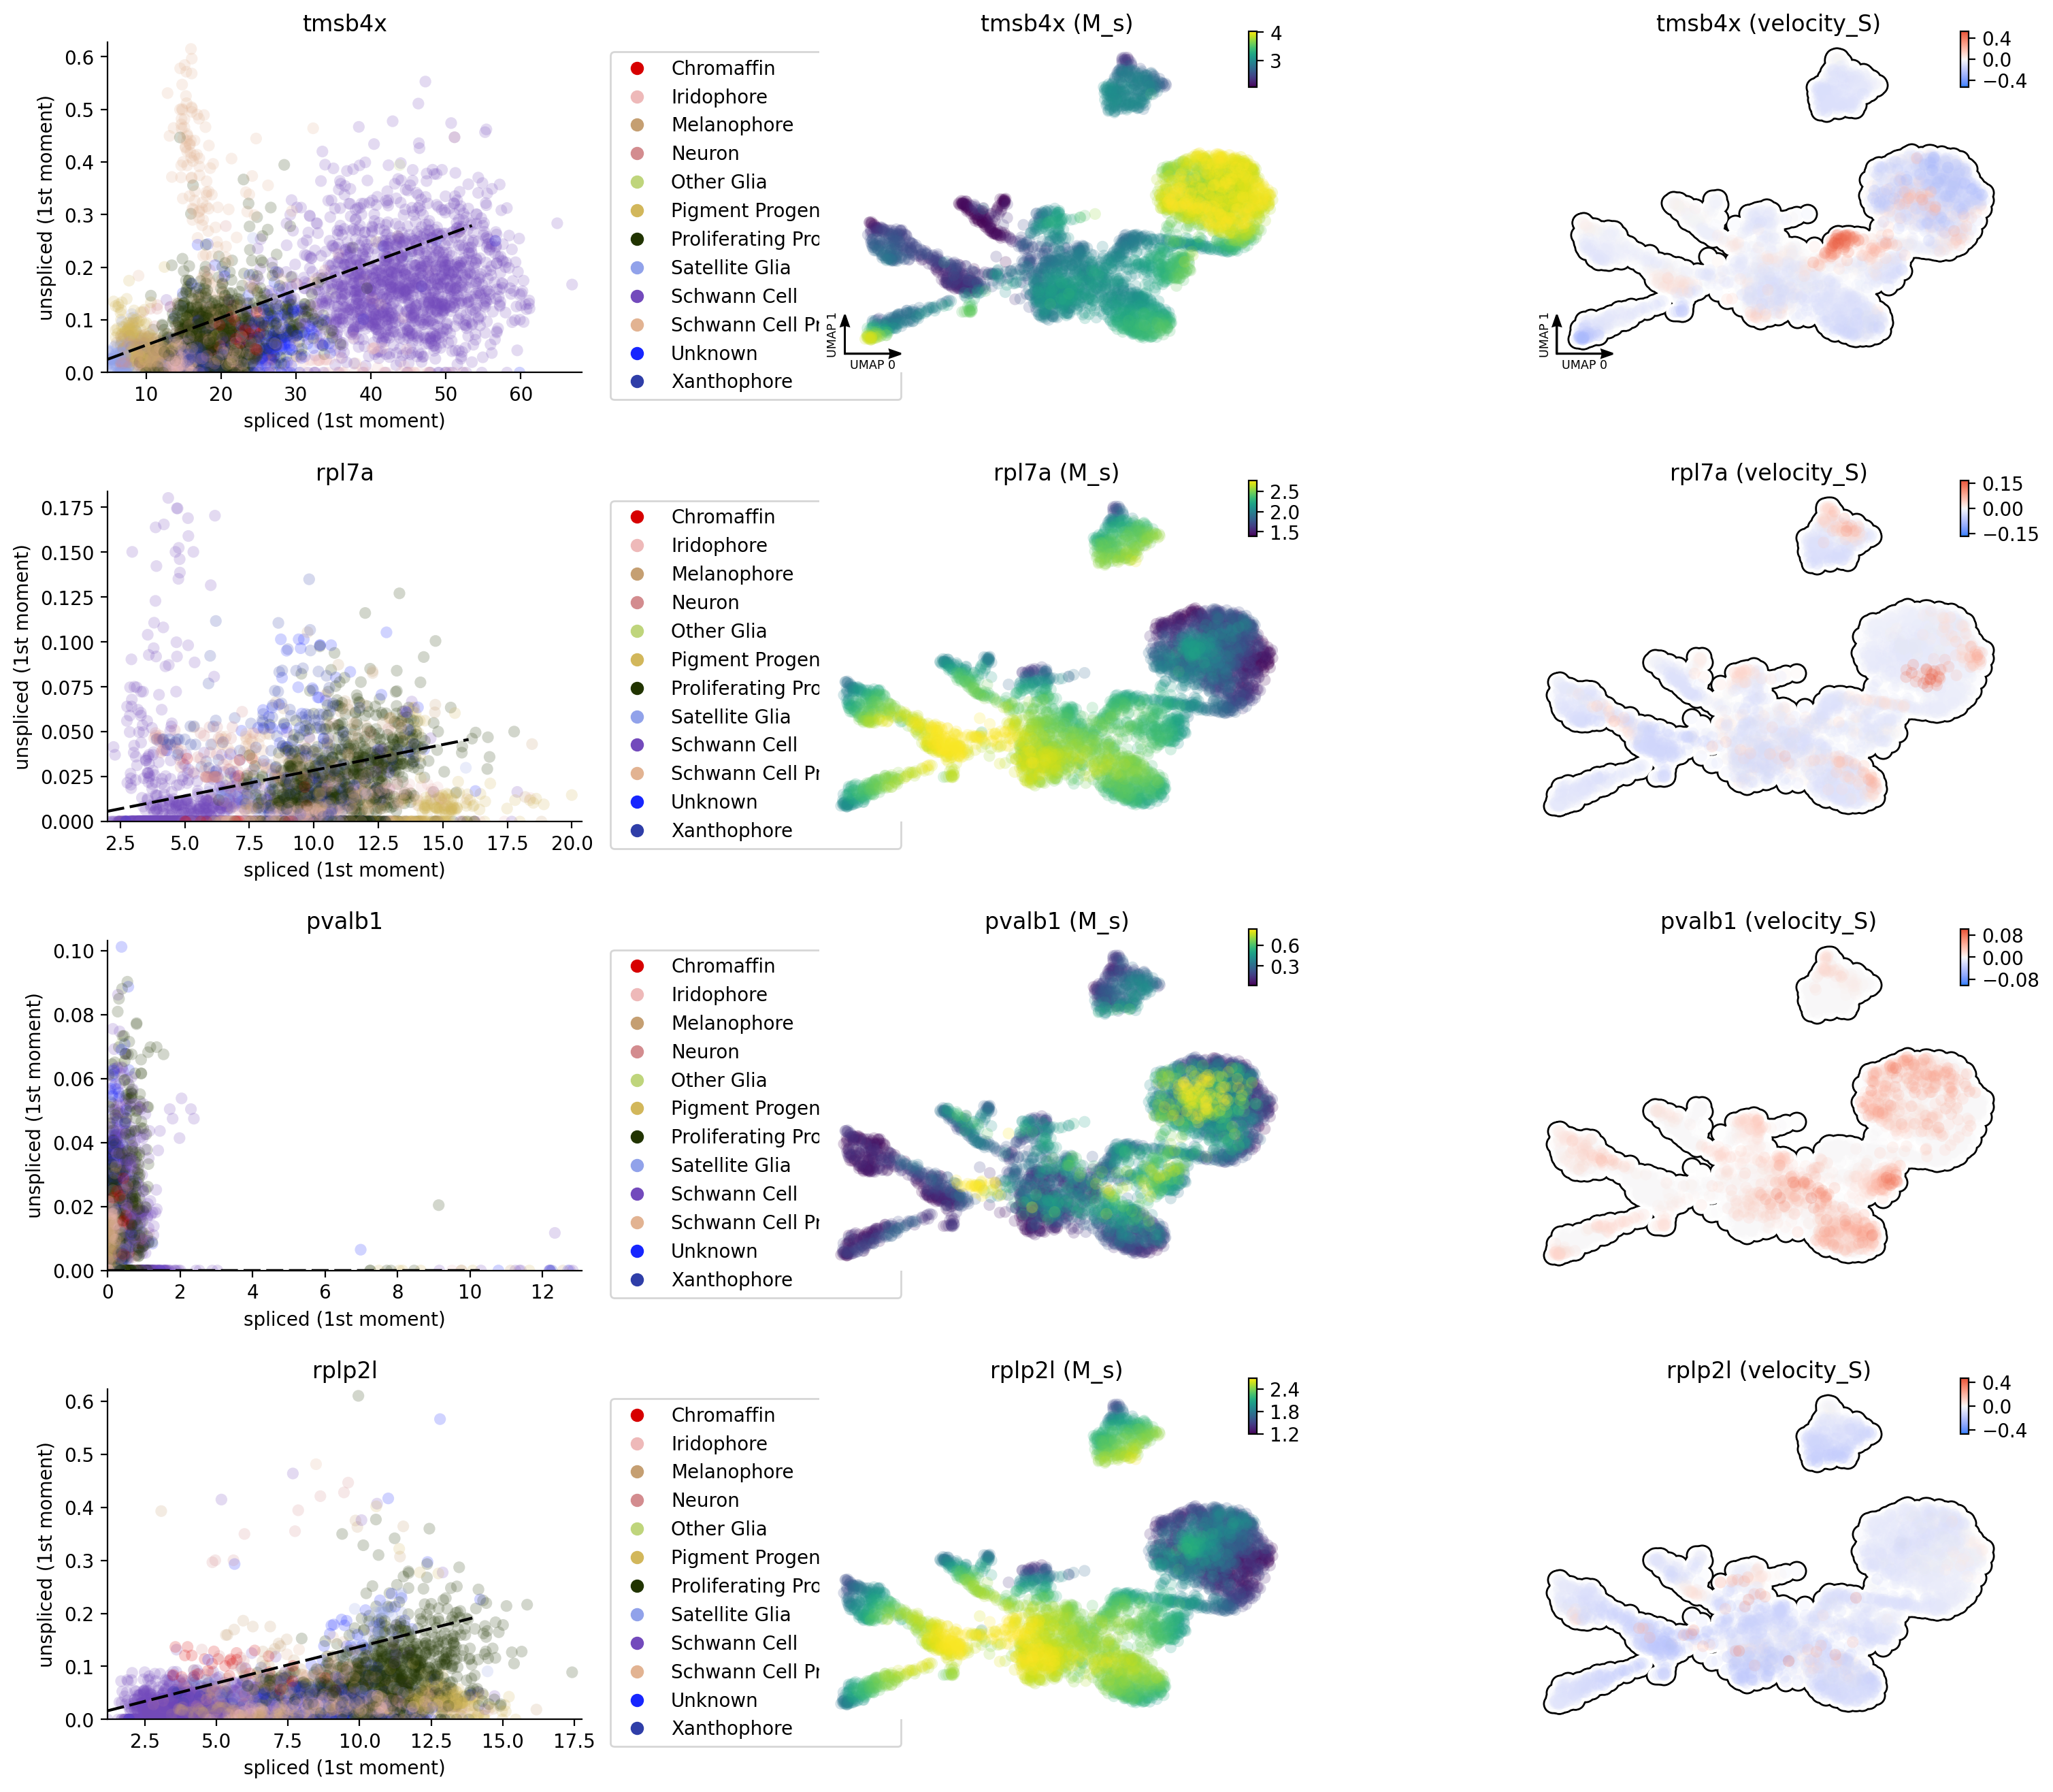 tmsb4x
unspliced (1st moment)
0.6
0.5
0.4
0.3
0.2
0.1
0.0
10 20 30 40 50 60
spliced (1st moment)
Chromaffin
Iridophore
Melanophore
Neuron
Other Glia
Pigment Progen
Proliferating Pro
Satellite Glia
Schwann Cell
Schwann Cell Pr
Unknown
Xanthophore
tmsb4x (M_s)
4
3
UMAP 1
UMAP 0
tmsb4x (velocity_S)
0.4
0.0
−0.4
UMAP 1
UMAP 0
rpl7a
unspliced (1st moment)
0.175
0.150
0.125
0.100
0.075
0.050
0.025
0.000
2.5 5.0 7.5 10.0 12.5 15.0 17.5 20.0
spliced (1st moment)
Chromaffin
Iridophore
Melanophore
Neuron
Other Glia
Pigment Progen
Proliferating Pro
Satellite Glia
Schwann Cell
Schwann Cell Pr
Unknown
Xanthophore
rpl7a (M_s)
2.5
2.0
1.5
rpl7a (velocity_S)
0.15
0.00
−0.15
pvalb1
unspliced (1st moment)
0.10
0.08
0.06
0.04
0.02
0.00
0 2 4 6 8 10 12
spliced (1st moment)
Chromaffin
Iridophore
Melanophore
Neuron
Other Glia
Pigment Progen
Proliferating Pro
Satellite Glia
Schwann Cell
Schwann Cell Pr
Unknown
Xanthophore
pvalb1 (M_s)
0.6
0.3
pvalb1 (velocity_S)
0.08
0.00
−0.08
rplp2l
unspliced (1st moment)
0.6
0.5
0.4
0.3
0.2
0.1
0.0
2.5 5.0 7.5 10.0 12.5 15.0 17.5
spliced (1st moment)
Chromaffin
Iridophore
Melanophore
Neuron
Other Glia
Pigment Progen
Proliferating Pro
Satellite Glia
Schwann Cell
Schwann Cell Pr
Unknown
Xanthophore
rplp2l (M_s)
2.4
1.8
1.2
rplp2l (velocity_S)
0.4
0.0
−0.4